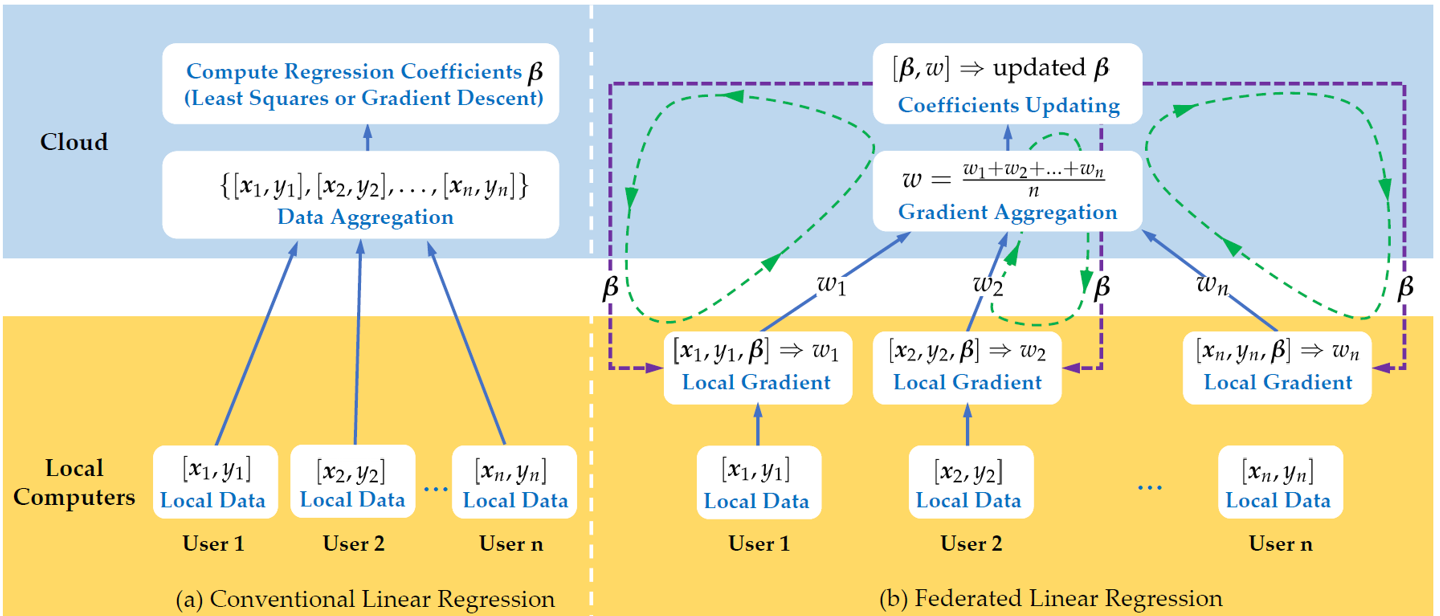 Cloud
Local
Computers
Compute Regression Coefficients β
(Least Squares or Gradient Descent)
{[x₁, y₁], [x₂, y₂], . . . , [xₙ, yₙ]}
Data Aggregation
[x₁, y₁]
Local Data
User 1
[x₂, y₂]
Local Data
User 2
...
[xₙ, yₙ]
Local Data
User n
(a) Conventional Linear Regression
[β, w] ⇒ updated β
Coefficients Updating
w = (w₁+w₂+...+wₙ)/n
Gradient Aggregation
β
w₁
w₂
β
wₙ
β
[x₁, y₁, β] ⇒ w₁
Local Gradient
[x₂, y₂, β] ⇒ w₂
Local Gradient
[xₙ, yₙ, β] ⇒ wₙ
Local Gradient
[x₁, y₁]
Local Data
User 1
[x₂, y₂]
Local Data
User 2
...
[xₙ, yₙ]
Local Data
User n
(b) Federated Linear Regression